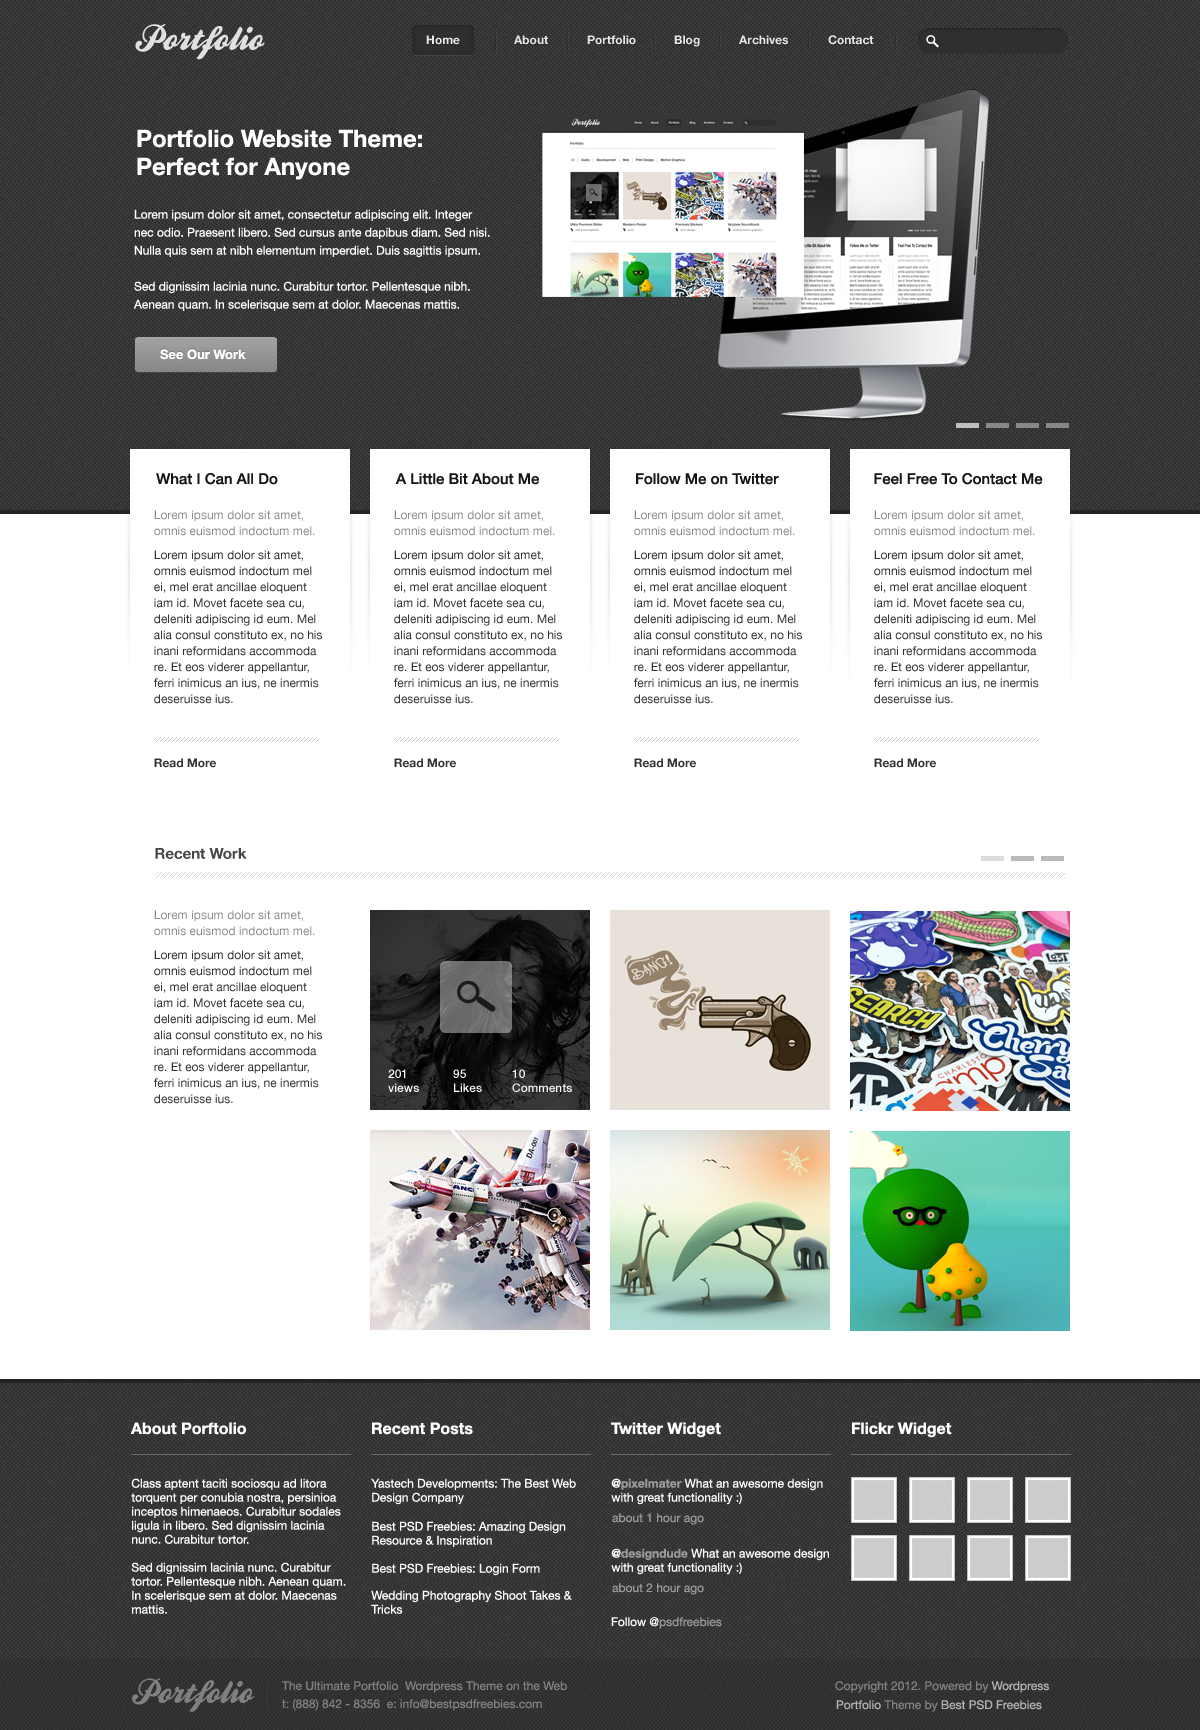 Portfolio
Home
About
Portfolio
Blog
Archives
Contact
Portfolio Website Theme:
Perfect for Anyone
Lorem ipsum dolor sit amet, consectetur adipiscing elit. Integer
nec odio. Praesent libero. Sed cursus ante dapibus diam. Sed nisi.
Nulla quis sem at nibh elementum imperdiet. Duis sagittis ipsum.
Sed dignissim lacinia nunc. Curabitur tortor. Pellentesque nibh.
Aenean quam. In scelerisque sem at dolor. Maecenas mattis.
See Our Work
Portfolio
What I Can All Do
Lorem ipsum dolor sit amet,
omnis euismod indoctum mel.
Lorem ipsum dolor sit amet,
omnis euismod indoctum mel
ei, mel erat ancillae eloquent
iam id. Movet facete sea cu,
deleniti adipiscing id eum. Mel
alia consul constituto ex, no his
inani reformidans accommoda
re. Et eos viderer appellantur,
ferri inimicus an ius, ne inermis
deseruisse ius.
Read More
A Little Bit About Me
Lorem ipsum dolor sit amet,
omnis euismod indoctum mel.
Lorem ipsum dolor sit amet,
omnis euismod indoctum mel
ei, mel erat ancillae eloquent
iam id. Movet facete sea cu,
deleniti adipiscing id eum. Mel
alia consul constituto ex, no his
inani reformidans accommoda
re. Et eos viderer appellantur,
ferri inimicus an ius, ne inermis
deseruisse ius.
Read More
Follow Me on Twitter
Lorem ipsum dolor sit amet,
omnis euismod indoctum mel.
Lorem ipsum dolor sit amet,
omnis euismod indoctum mel
ei, mel erat ancillae eloquent
iam id. Movet facete sea cu,
deleniti adipiscing id eum. Mel
alia consul constituto ex, no his
inani reformidans accommoda
re. Et eos viderer appellantur,
ferri inimicus an ius, ne inermis
deseruisse ius.
Read More
Feel Free To Contact Me
Lorem ipsum dolor sit amet,
omnis euismod indoctum mel.
Lorem ipsum dolor sit amet,
omnis euismod indoctum mel
ei, mel erat ancillae eloquent
iam id. Movet facete sea cu,
deleniti adipiscing id eum. Mel
alia consul constituto ex, no his
inani reformidans accommoda
re. Et eos viderer appellantur,
ferri inimicus an ius, ne inermis
deseruisse ius.
Read More
Recent Work
Lorem ipsum dolor sit amet,
omnis euismod indoctum mel.
Lorem ipsum dolor sit amet,
omnis euismod indoctum mel
ei, mel erat ancillae eloquent
iam id. Movet facete sea cu,
deleniti adipiscing id eum. Mel
alia consul constituto ex, no his
inani reformidans accommoda
re. Et eos viderer appellantur,
ferri inimicus an ius, ne inermis
deseruisse ius.
201
views
95
Likes
10
Comments
BANG!
LOST
SEARCH
Cherry
CHARLESTO
DA-001
About Porftolio
Class aptent taciti sociosqu ad litora
torquent per conubia nostra, persinioa
inceptos himenaeos. Curabitur sodales
ligula in libero. Sed dignissim lacinia
nunc. Curabitur tortor.
Sed dignissim lacinia nunc. Curabitur
tortor. Pellentesque nibh. Aenean quam.
In scelerisque sem at dolor. Maecenas
mattis.
Recent Posts
Yastech Developments: The Best Web
Design Company
Best PSD Freebies: Amazing Design
Resource & Inspiration
Best PSD Freebies: Login Form
Wedding Photography Shoot Takes &
Tricks
Twitter Widget
@pixelmater What an awesome design
with great functionality :)
about 1 hour ago
@designdude What an awesome design
with great functionality :)
about 2 hour ago
Follow @psdfreebies
Flickr Widget
Portfolio
The Ultimate Portfolio Wordpress Theme on the Web
t: (888) 842 - 8356 e: info@bestpsdfreebies.com
Copyright 2012. Powered by Wordpress
Portfolio Theme by Best PSD Freebies